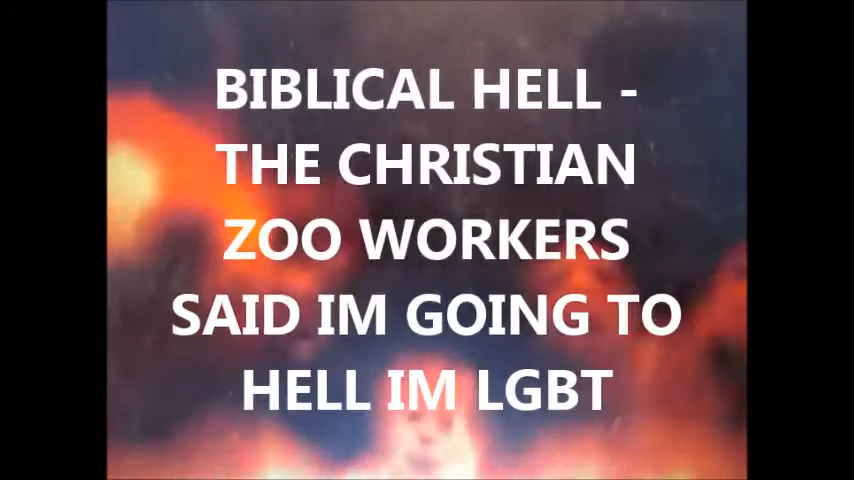 BIBLICAL HELL -
THE CHRISTIAN
ZOO WORKERS
SAID IM GOING TO
HELL IM LGBT